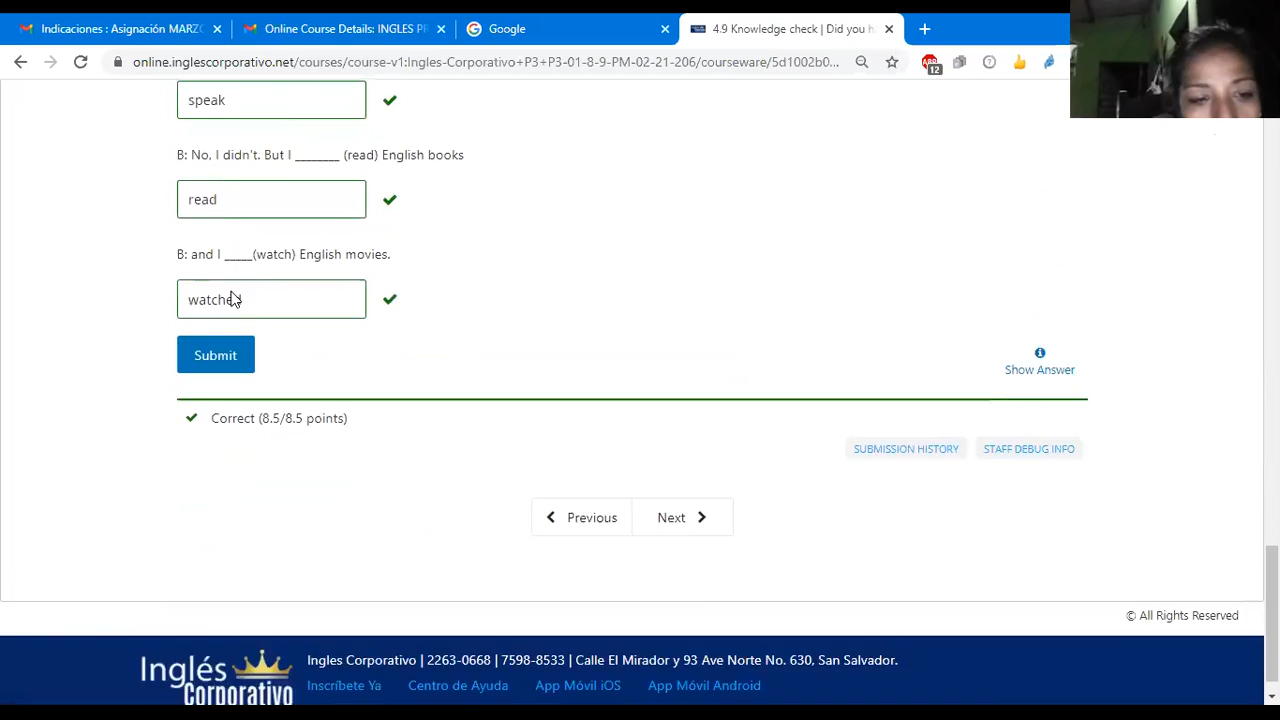 Indicaciones : Asignación MARZO
Online Course Details: INGLES PR
Google
4.9 Knowledge check | Did you h
online.inglescorporativo.net/courses/course-v1:Ingles-Corporativo+P3+P3-01-8-9-PM-02-21-206/courseware/5d1002b0...
12
speak
B: No, I didn't. But I ________ (read) English books
read
B: and I _____(watch) English movies.
Submit
Show Answer
Correct (8.5/8.5 points)
SUBMISSION HISTORY
STAFF DEBUG INFO
Previous
Next
© All Rights Reserved
Inglés Corporativo
Ingles Corporativo | 2263-0668 | 7598-8533 | Calle El Mirador y 93 Ave Norte No. 630, San Salvador.
Inscríbete Ya
Centro de Ayuda
App Móvil iOS
App Móvil Android